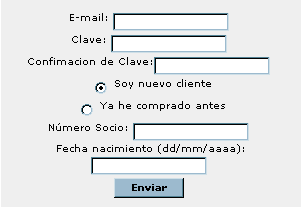 E-mail:
Clave:
Confimacion de Clave:
Soy nuevo cliente
Ya he comprado antes
Número Socio:
Fecha nacimiento (dd/mm/aaaa):
Enviar